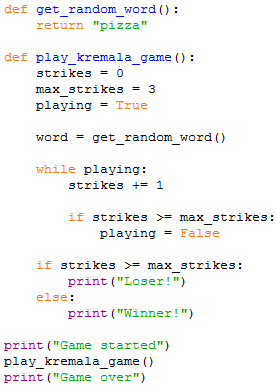 def get_random_word():
    return "pizza"

def play_kremala_game():
    strikes = 0
    max_strikes = 3
    playing = True

    word = get_random_word()

    while playing:
        strikes += 1

        if strikes >= max_strikes:
            playing = False

    if strikes >= max_strikes:
        print("Loser!")
    else:
        print("Winner!")

print("Game started")
play_kremala_game()
print("Game over")